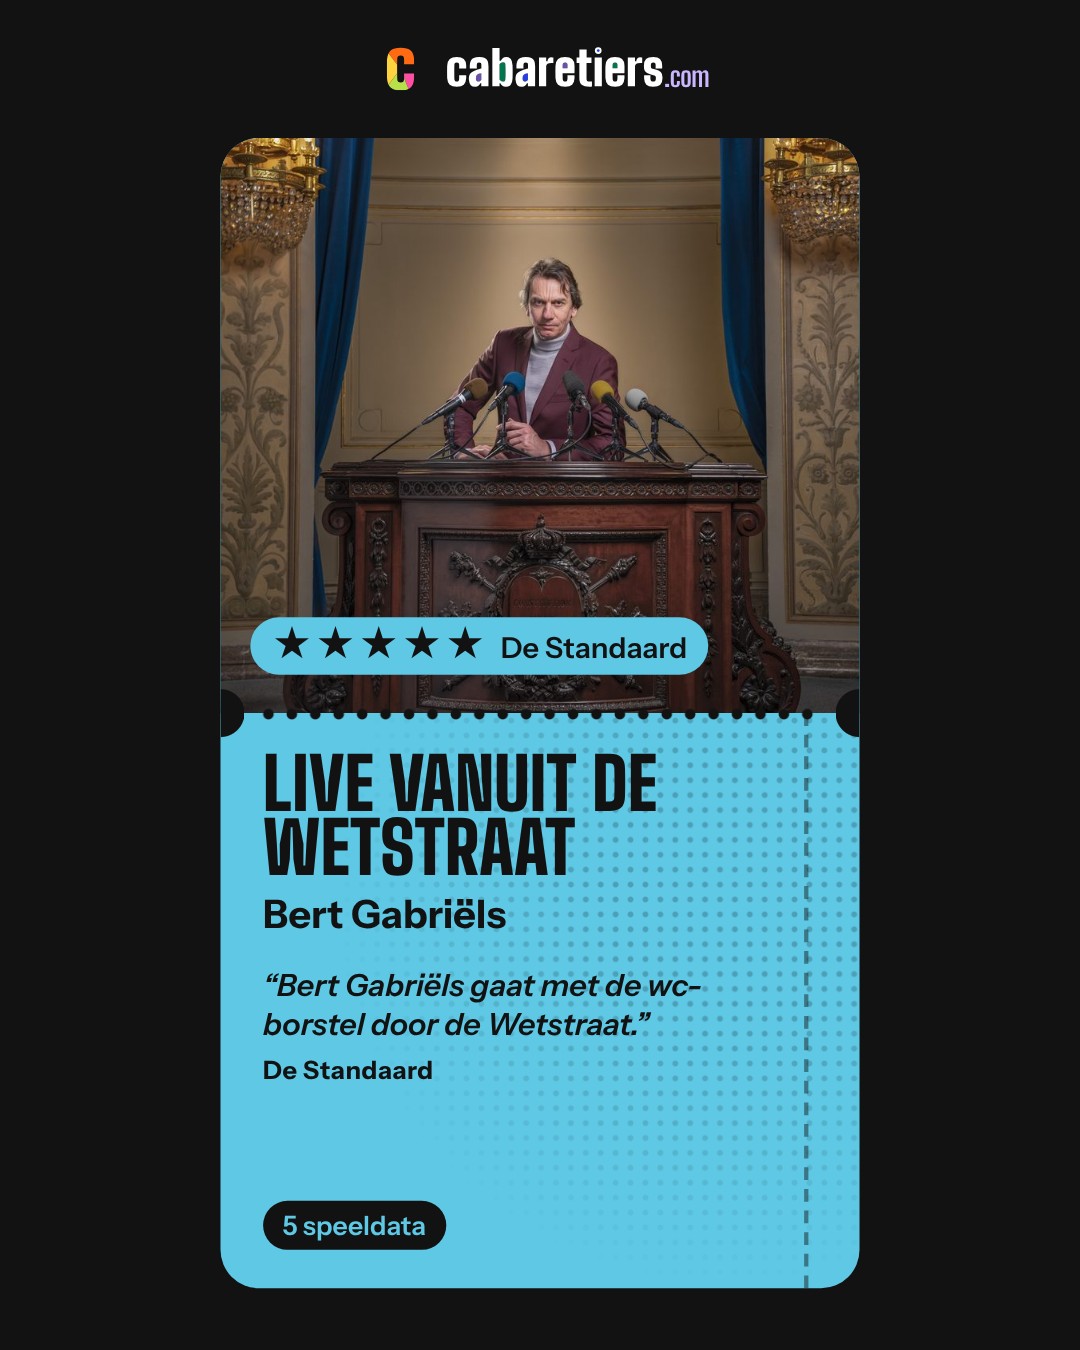 cabaretiers.com
★★★★★ De Standaard
LIVE VANUIT DE
WETSTRAAT
Bert Gabriëls
“Bert Gabriëls gaat met de wc-
borstel door de Wetstraat.”
De Standaard
5 speeldata